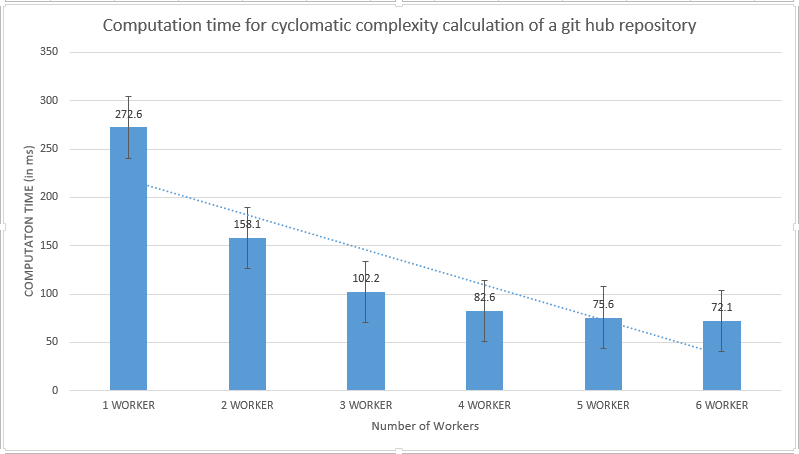 Computation time for cyclomatic complexity calculation of a git hub repository
350
300
250
200
150
100
50
0
COMPUTATON TIME (in ms)
272.6
158.1
102.2
82.6
75.6
72.1
1 WORKER
2 WORKER
3 WORKER
4 WORKER
5 WORKER
6 WORKER
Number of Workers